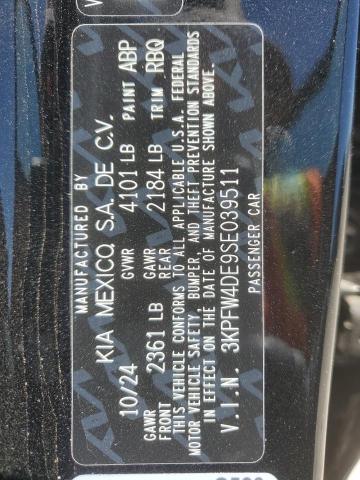 MANUFACTURED BY
KIA MEXICO, S.A. DE C.V.
10/24 GVWR 4101 LB PAINT ABP
GAWR FRONT 2361 LB GAWR REAR 2184 LB TRIM RBQ
THIS VEHICLE CONFORMS TO ALL APPLICABLE U.S.A. FEDERAL
MOTOR VEHICLE SAFETY, BUMPER, AND THEFT PREVENTION STANDARDS
IN EFFECT ON THE DATE OF MANUFACTURE SHOWN ABOVE.
V.I.N. 3KPFW4DE9SE039511
PASSENGER CAR